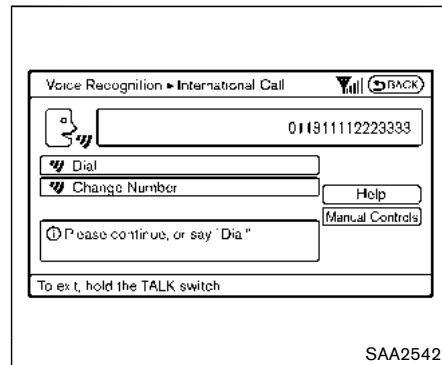 Voice Recognition ▸ International Call
BACK
011811112223333
Dial
Change Number
Help
Manual Controls
Please continue, or say "Dial"
To exit, hold the TALK switch
SAA2542